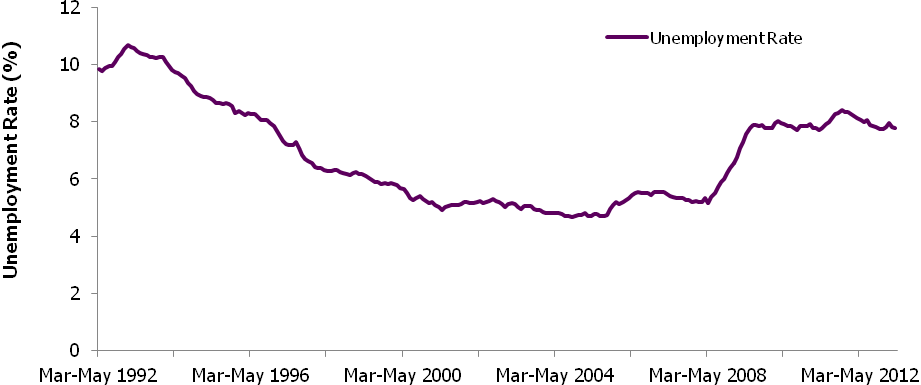 12
10
8
6
4
2
0
Unemployment Rate (%)
Unemployment Rate
Mar-May 1992
Mar-May 1996
Mar-May 2000
Mar-May 2004
Mar-May 2008
Mar-May 2012